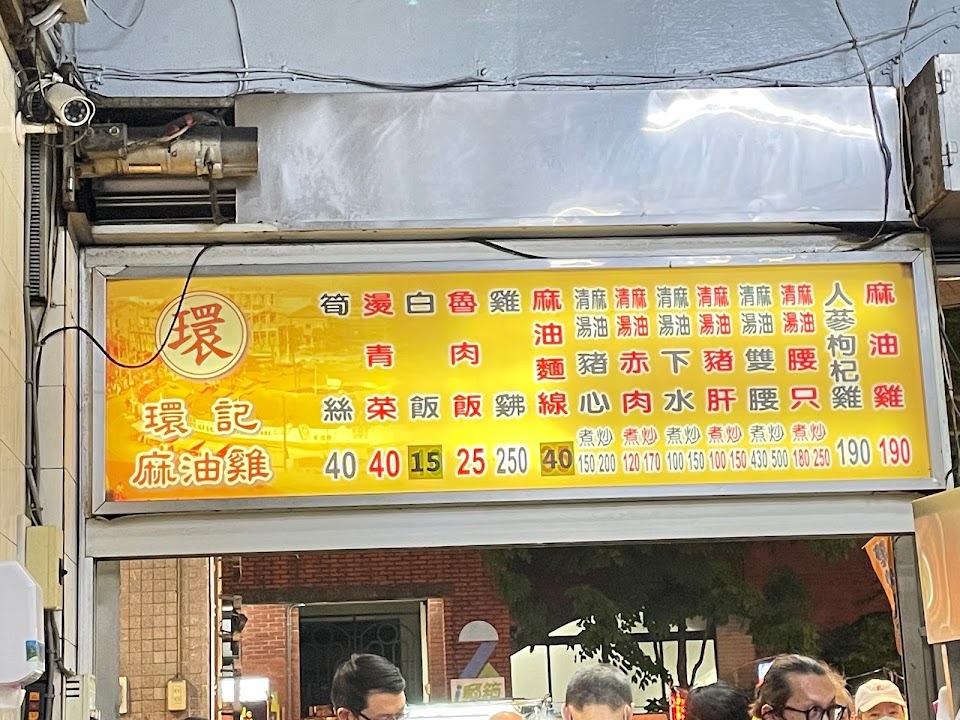 環
環記
麻油雞
麻油雞 190
人蔘枸杞雞 190
清湯 麻油 腰只 煮炒 180 250
清湯 麻油 雙腰 煮炒 430 500
清湯 麻油 豬肝 煮炒 100 150
清湯 麻油 下水 煮炒 100 150
清湯 麻油 赤肉 煮炒 120 170
清湯 麻油 豬心 煮炒 150 200
麻油麵線 40
雞 250
魯肉飯 25
白飯 15
燙青菜 40
筍絲 40